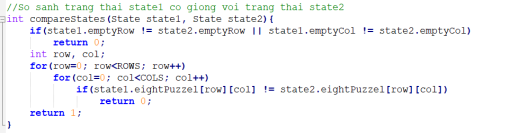 //So sanh trang thai state1 co giong voi trang thai state2
int compareStates(State state1, State state2){
if(state1.emptyRow != state2.emptyRow || state1.emptyCol != state2.emptyCol)
return 0;
int row, col;
for(row=0; row<ROWS; row++)
for(col=0; col<COLS; col++)
if(state1.eightPuzzel[row][col] != state2.eightPuzzel[row][col])
return 0;
return 1;
}